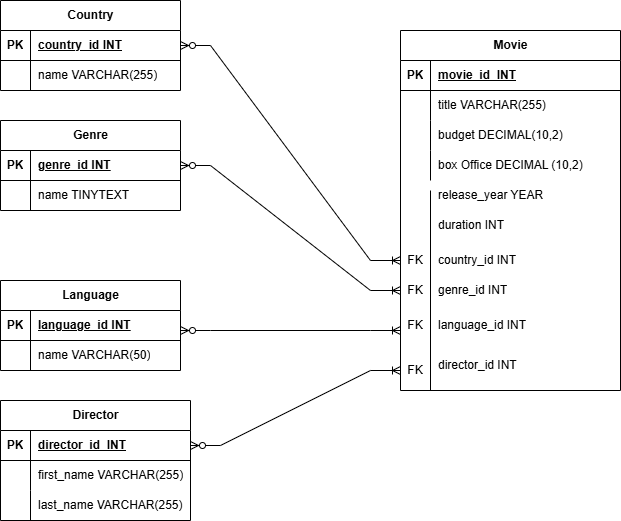 Country
PK country_id INT
name VARCHAR(255)
Genre
PK genre_id INT
name TINYTEXT
Language
PK language_id INT
name VARCHAR(50)
Director
PK director_id INT
first_name VARCHAR(255)
last_name VARCHAR(255)
Movie
PK movie_id INT
title VARCHAR(255)
budget DECIMAL(10,2)
box Office DECIMAL (10,2)
release_year YEAR
duration INT
FK country_id INT
FK genre_id INT
FK language_id INT
FK director_id INT